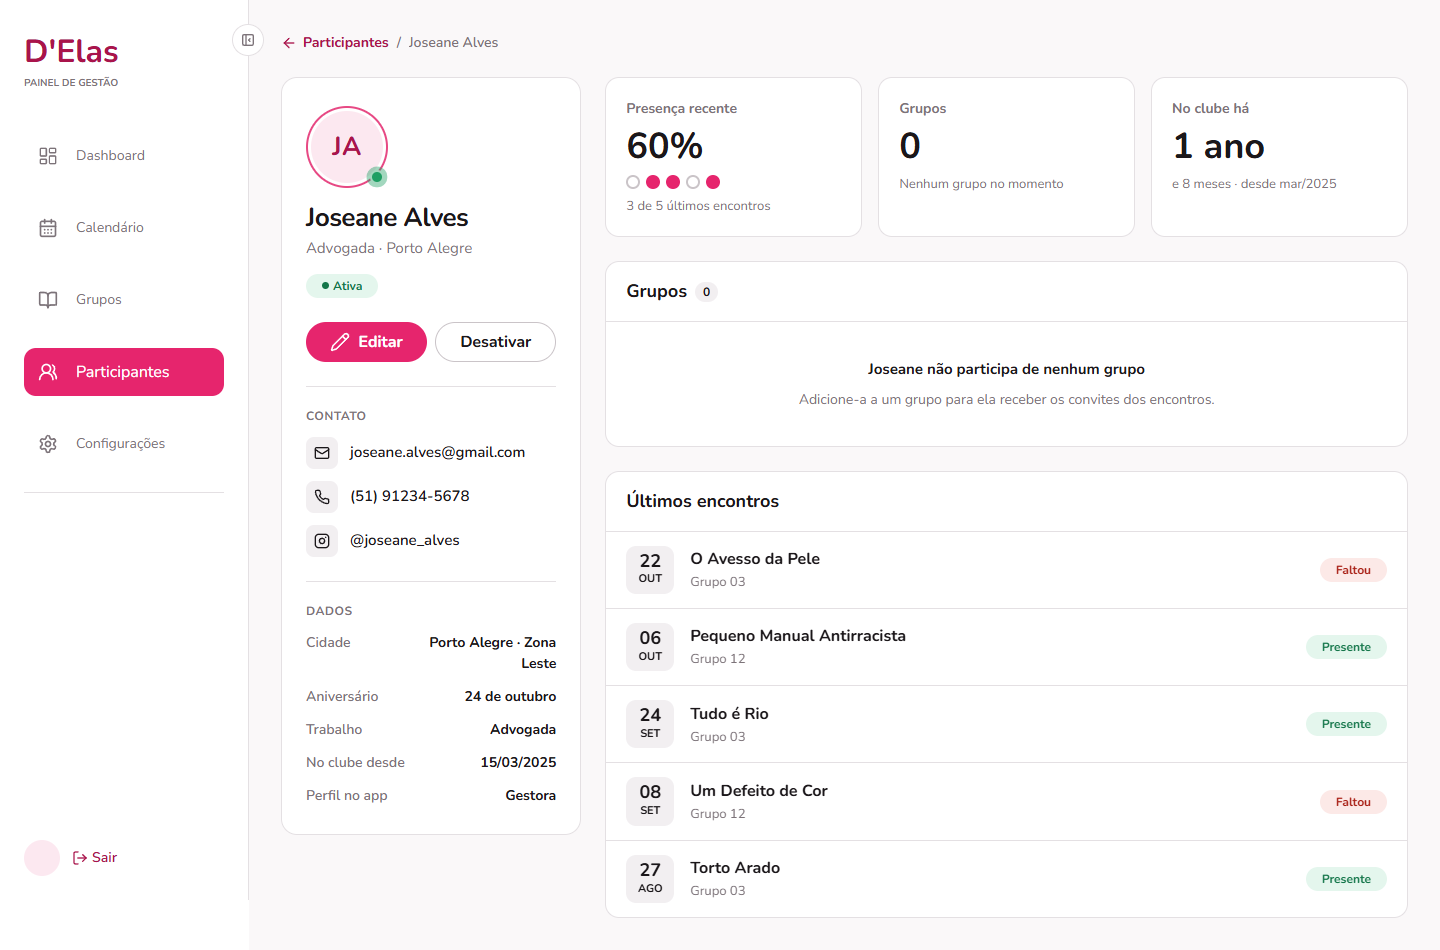 D'Elas
PAINEL DE GESTÃO
Dashboard
Calendário
Grupos
Participantes
Configurações
Sair
Participantes / Joseane Alves
JA
Joseane Alves
Advogada · Porto Alegre
Ativa
Editar
Desativar
CONTATO
joseane.alves@gmail.com
(51) 91234-5678
@joseane_alves
DADOS
Cidade
Porto Alegre · Zona
Leste
Aniversário
24 de outubro
Trabalho
Advogada
No clube desde
15/03/2025
Perfil no app
Gestora
Presença recente
60%
3 de 5 últimos encontros
Grupos
0
Nenhum grupo no momento
No clube há
1 ano
e 8 meses · desde mar/2025
Grupos 0
Joseane não participa de nenhum grupo
Adicione-a a um grupo para ela receber os convites dos encontros.
Últimos encontros
22
OUT
O Avesso da Pele
Grupo 03
Faltou
06
OUT
Pequeno Manual Antirracista
Grupo 12
Presente
24
SET
Tudo é Rio
Grupo 03
Presente
08
SET
Um Defeito de Cor
Grupo 12
Faltou
27
AGO
Torto Arado
Grupo 03
Presente